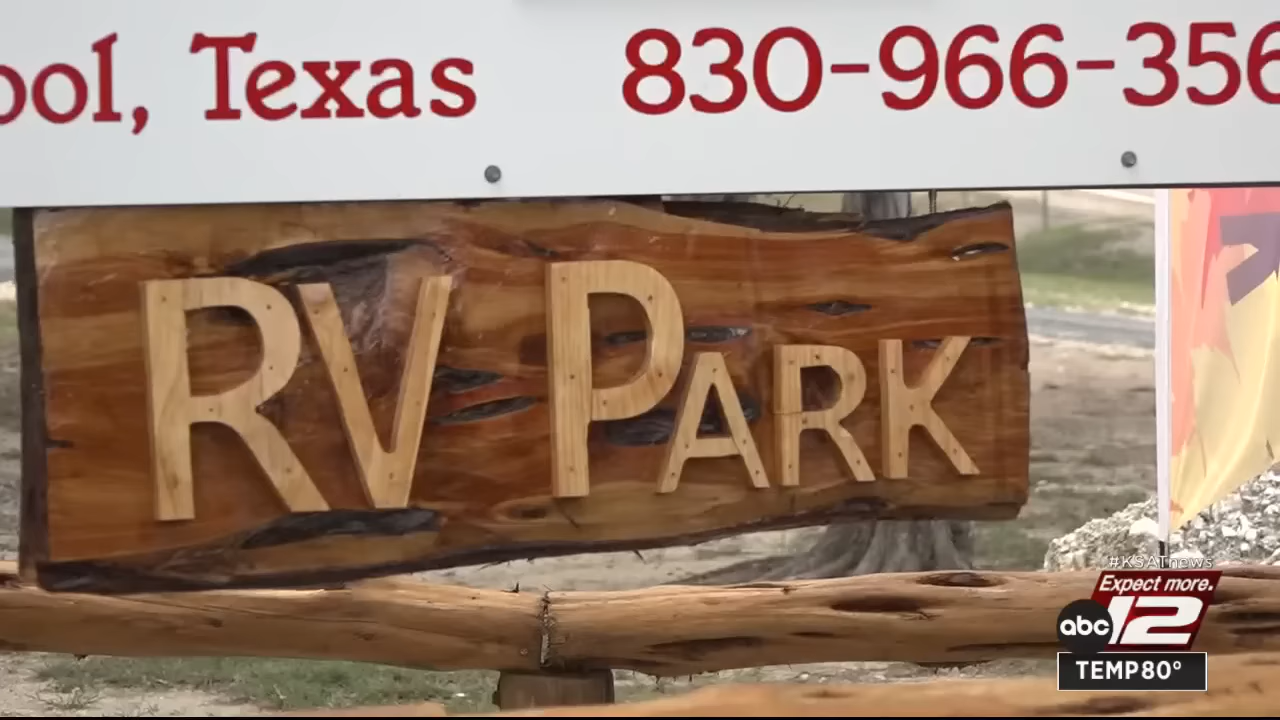 ool, Texas 830-966-356
RV PARK
#KSATnews
Expect more.
abc 12
TEMP80°